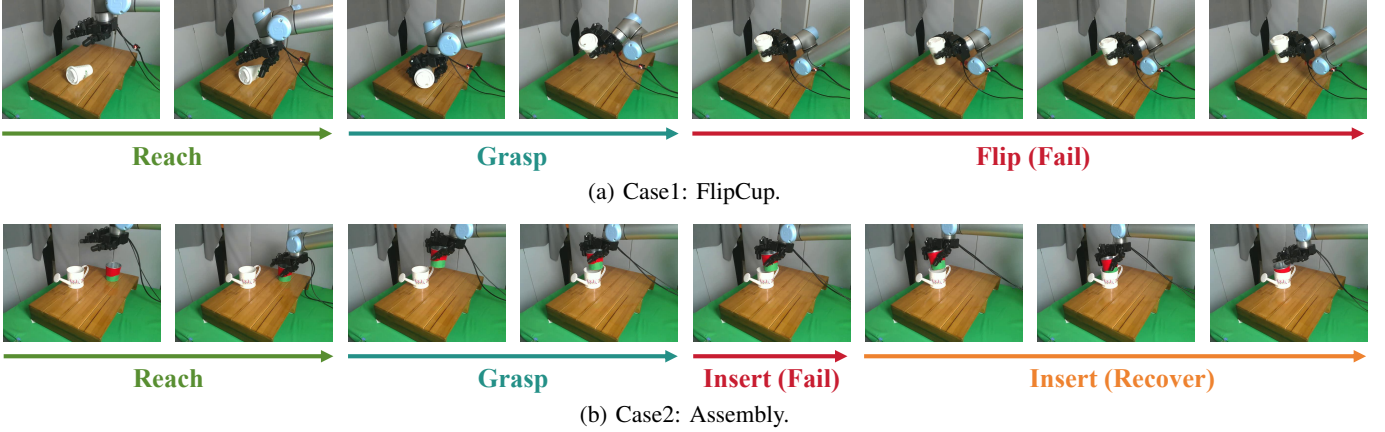 Reach Grasp Flip (Fail)
(a) Case1: FlipCup.
Reach Grasp Insert (Fail) Insert (Recover)
(b) Case2: Assembly.